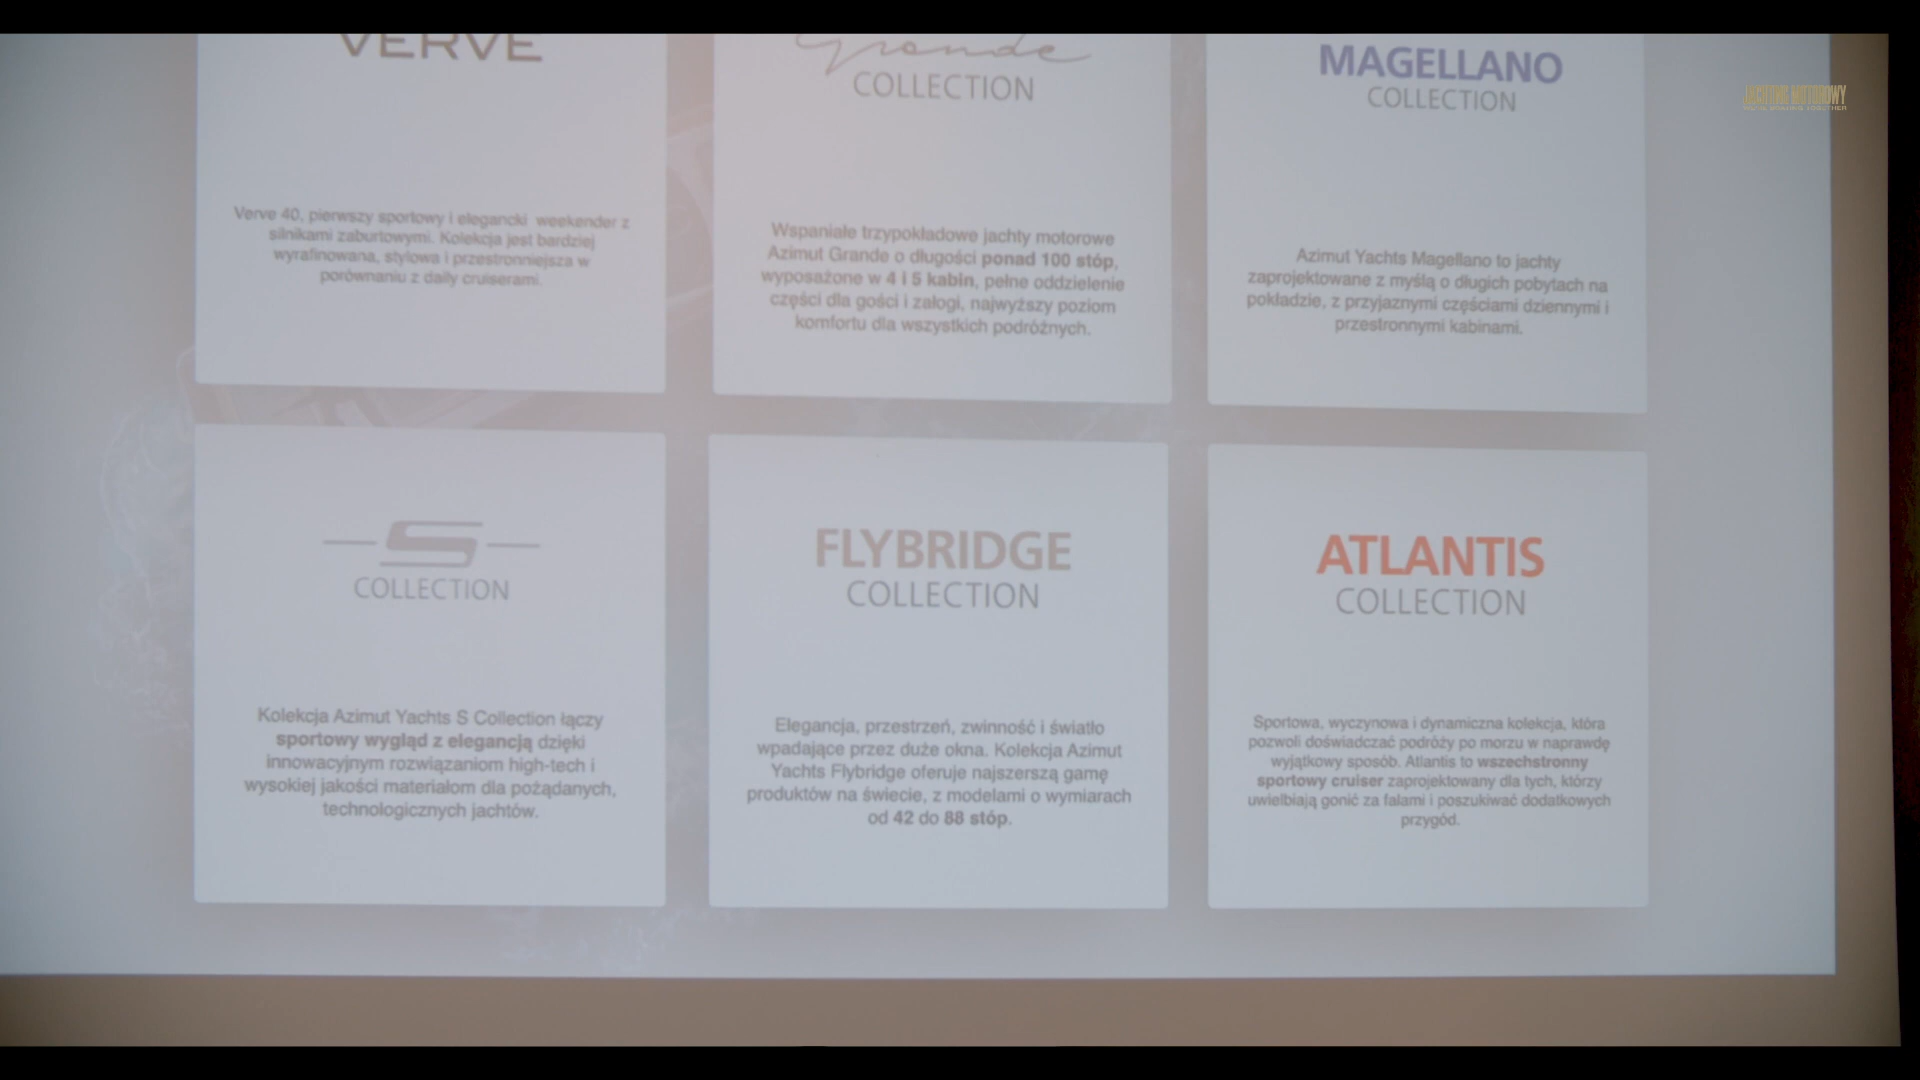 VERVE
Verve 40, pierwszy sportowy i elegancki weekender z
silnikami zaburtowymi. Kolekcja jest bardziej
wyrafinowana, stylowa i przestronniejsza w
porównaniu z daily cruiserami.
Grande
COLLECTION
Wspaniałe trzypokładowe jachty motorowe
Azimut Grande o długości ponad 100 stóp,
wyposażone w 4 i 5 kabin, pełne oddzielenie
części dla gości i załogi, najwyższy poziom
komfortu dla wszystkich podróżnych.
MAGELLANO
COLLECTION
Azimut Yachts Magellano to jachty
zaprojektowane z myślą o długich pobytach na
pokładzie, z przyjaznymi częściami dziennymi i
przestronnymi kabinami.
JACHTING MOTOROWY
S
COLLECTION
Kolekcja Azimut Yachts S Collection łączy
sportowy wygląd z elegancją dzięki
innowacyjnym rozwiązaniom high-tech i
wysokiej jakości materiałom dla pożądanych,
technologicznych jachtów.
FLYBRIDGE
COLLECTION
Elegancja, przestrzeń, zwinność i światło
wpadające przez duże okna. Kolekcja Azimut
Yachts Flybridge oferuje najszerszą gamę
produktów na świecie, z modelami o wymiarach
od 42 do 88 stóp.
ATLANTIS
COLLECTION
Sportowa, wyczynowa i dynamiczna kolekcja, która
pozwoli doświadczać podróży po morzu w naprawdę
wyjątkowy sposób. Atlantis to wszechstronny
sportowy cruiser zaprojektowany dla tych, którzy
uwielbiają gonić za falami i poszukiwać dodatkowych
przygód.